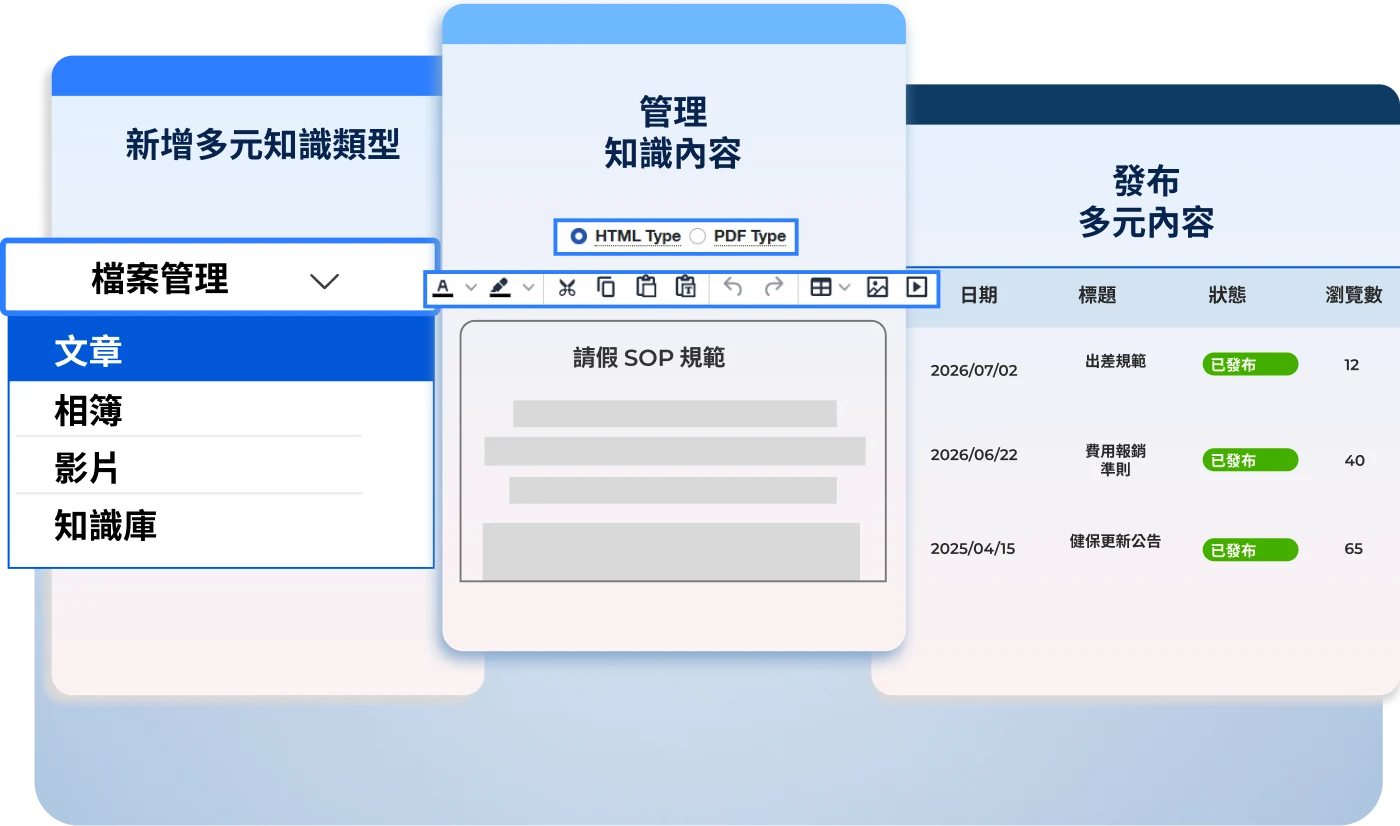 新增多元知識類型
檔案管理
文章
相簿
影片
知識庫
管理
知識內容
HTML Type PDF Type
A T
請假 SOP 規範
發布
多元內容
日期 標題 狀態 瀏覽數
2026/07/02 出差規範 已發布 12
2026/06/22 費用報銷 已發布 40
準則
2025/04/15 健保更新公告 已發布 65